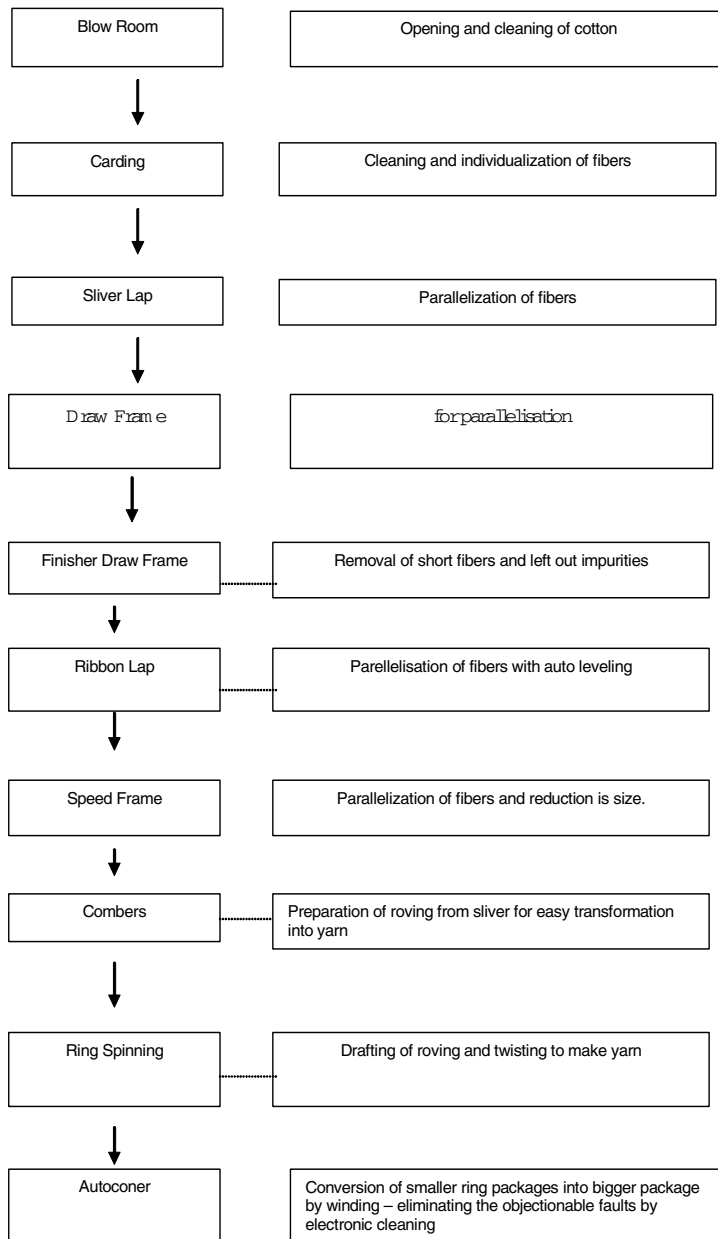 Blow Room
Opening and cleaning of cotton
Carding
Cleaning and individualization of fibers
Sliver Lap
Parallelization of fibers
Draw Frame
for parallelisation
Finisher Draw Frame
Removal of short fibers and left out impurities
Ribbon Lap
Parellelisation of fibers with auto leveling
Speed Frame
Parallelization of fibers and reduction is size.
Combers
Preparation of roving from sliver for easy transformation
into yarn
Ring Spinning
Drafting of roving and twisting to make yarn
Autoconer
Conversion of smaller ring packages into bigger package
by winding – eliminating the objectionable faults by
electronic cleaning